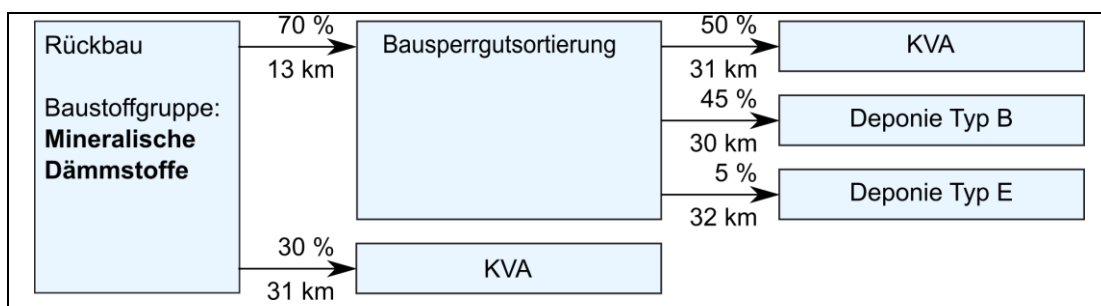 Rückbau
Baustoffgruppe:
Mineralische
Dämmstoffe
70 %
13 km
Bausperrgutsortierung
50 %
31 km
KVA
45 %
30 km
Deponie Typ B
5 %
32 km
Deponie Typ E
30 %
31 km
KVA